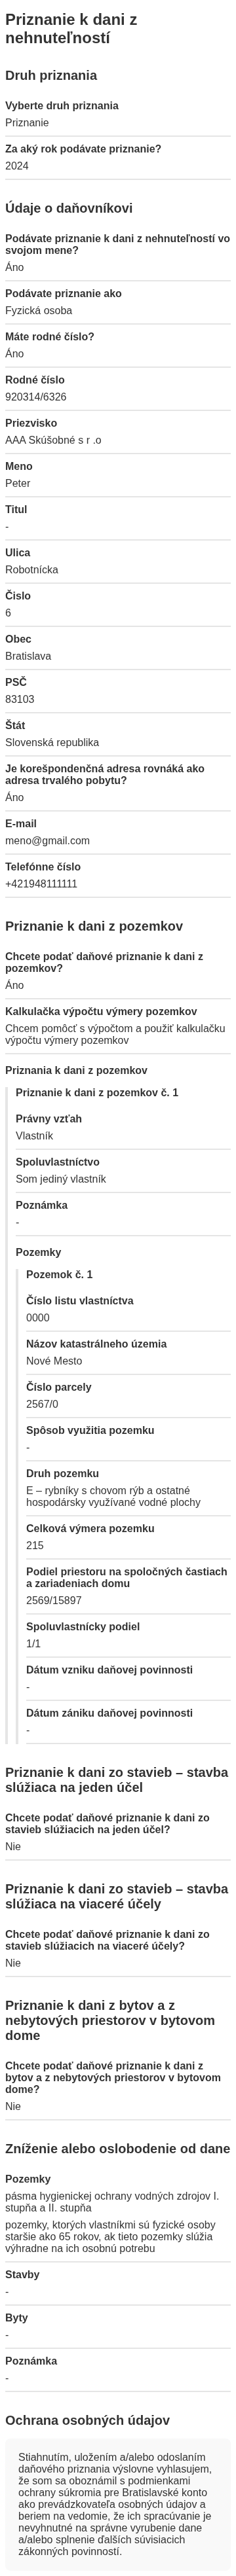 Priznanie k dani z
nehnuteľností
Druh priznania
Vyberte druh priznania
Priznanie
Za aký rok podávate priznanie?
2024
Údaje o daňovníkovi
Podávate priznanie k dani z nehnuteľností vo
svojom mene?
Áno
Podávate priznanie ako
Fyzická osoba
Máte rodné číslo?
Áno
Rodné číslo
920314/6326
Priezvisko
AAA Skúšobné s r .o
Meno
Peter
Titul
-
Ulica
Robotnícka
Čislo
6
Obec
Bratislava
PSČ
83103
Štát
Slovenská republika
Je korešpondenčná adresa rovnáká ako
adresa trvalého pobytu?
Áno
E-mail
meno@gmail.com
Telefónne číslo
+421948111111
Priznanie k dani z pozemkov
Chcete podať daňové priznanie k dani z
pozemkov?
Áno
Kalkulačka výpočtu výmery pozemkov
Chcem pomôcť s výpočtom a použiť kalkulačku
výpočtu výmery pozemkov
Priznania k dani z pozemkov
Priznanie k dani z pozemkov č. 1
Právny vzťah
Vlastník
Spoluvlastníctvo
Som jediný vlastník
Poznámka
-
Pozemky
Pozemok č. 1
Číslo listu vlastníctva
0000
Názov katastrálneho územia
Nové Mesto
Číslo parcely
2567/0
Spôsob využitia pozemku
-
Druh pozemku
E – rybníky s chovom rýb a ostatné
hospodársky využívané vodné plochy
Celková výmera pozemku
215
Podiel priestoru na spoločných častiach
a zariadeniach domu
2569/15897
Spoluvlastnícky podiel
1/1
Dátum vzniku daňovej povinnosti
-
Dátum zániku daňovej povinnosti
-
Priznanie k dani zo stavieb – stavba
slúžiaca na jeden účel
Chcete podať daňové priznanie k dani zo
stavieb slúžiacich na jeden účel?
Nie
Priznanie k dani zo stavieb – stavba
slúžiaca na viaceré účely
Chcete podať daňové priznanie k dani zo
stavieb slúžiacich na viaceré účely?
Nie
Priznanie k dani z bytov a z
nebytových priestorov v bytovom
dome
Chcete podať daňové priznanie k dani z
bytov a z nebytových priestorov v bytovom
dome?
Nie
Zníženie alebo oslobodenie od dane
Pozemky
pásma hygienickej ochrany vodných zdrojov I.
stupňa a II. stupňa
pozemky, ktorých vlastníkmi sú fyzické osoby
staršie ako 65 rokov, ak tieto pozemky slúžia
výhradne na ich osobnú potrebu
Stavby
-
Byty
-
Poznámka
-
Ochrana osobných údajov
Stiahnutím, uložením a/alebo odoslaním
daňového priznania výslovne vyhlasujem,
že som sa oboznámil s podmienkami
ochrany súkromia pre Bratislavské konto
ako prevádzkovateľa osobných údajov a
beriem na vedomie, že ich spracúvanie je
nevyhnutné na správne vyrubenie dane
a/alebo splnenie ďalších súvisiacich
zákonných povinností.